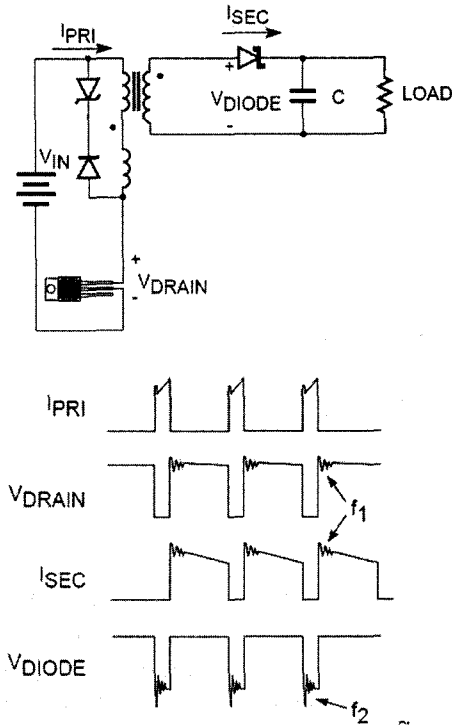 IPRI
ISEC
VDIODE
C
LOAD
+
-
VIN
+
VDRAIN
-
IPRI
VDRAIN
f1
ISEC
VDIODE
f2